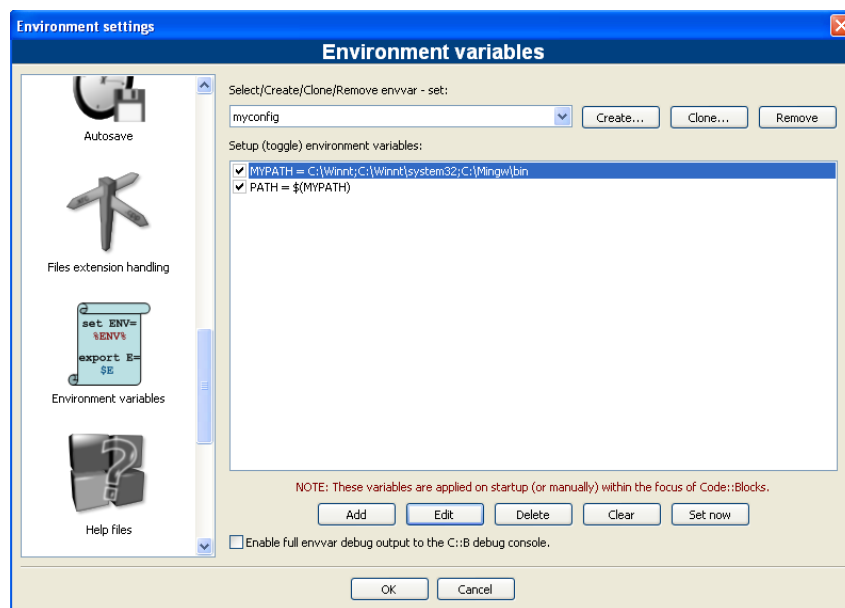 Environment settings
Environment variables
Autosave
Files extension handling
set ENV=
%ENV%
export E=
$E
Environment variables
Help files
Select/Create/Clone/Remove envvar - set:
myconfig
Create...
Clone...
Remove
Setup (toggle) environment variables:
MYPATH = C:\Winnt;C:\Winnt\system32;C:\Mingw\bin
PATH = $(MYPATH)
NOTE: These variables are applied on startup (or manually) within the focus of Code::Blocks.
Add
Edit
Delete
Clear
Set now
Enable full envvar debug output to the C::B debug console.
OK
Cancel